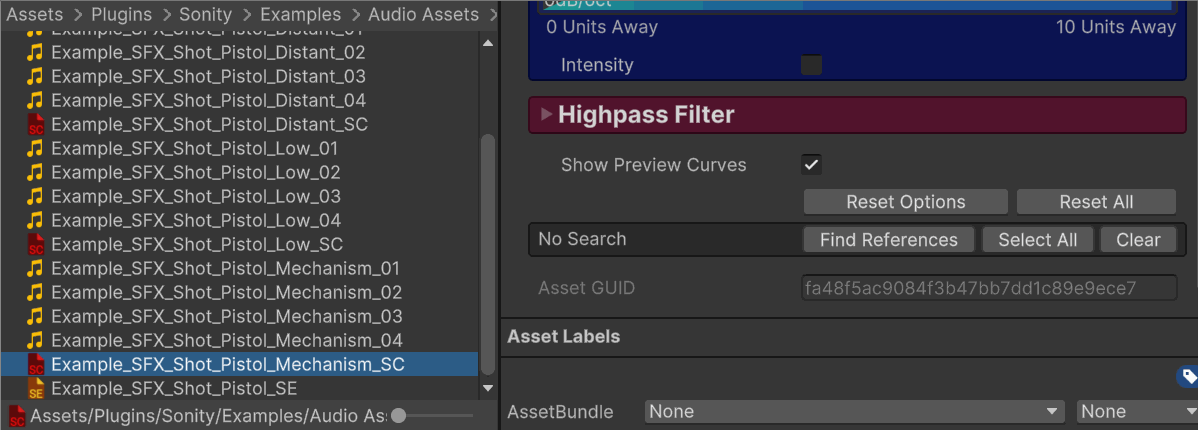 Assets > Plugins > Sonity > Examples > Audio Assets >
Example_SFX_Shot_Pistol_Distant_01
Example_SFX_Shot_Pistol_Distant_02
Example_SFX_Shot_Pistol_Distant_03
Example_SFX_Shot_Pistol_Distant_04
SC Example_SFX_Shot_Pistol_Distant_SC
Example_SFX_Shot_Pistol_Low_01
Example_SFX_Shot_Pistol_Low_02
Example_SFX_Shot_Pistol_Low_03
Example_SFX_Shot_Pistol_Low_04
SC Example_SFX_Shot_Pistol_Low_SC
Example_SFX_Shot_Pistol_Mechanism_01
Example_SFX_Shot_Pistol_Mechanism_02
Example_SFX_Shot_Pistol_Mechanism_03
Example_SFX_Shot_Pistol_Mechanism_04
SC Example_SFX_Shot_Pistol_Mechanism_SC
SE Example_SFX_Shot_Pistol_SE
SC Assets/Plugins/Sonity/Examples/Audio As
0dB/oct
0 Units Away 10 Units Away
Intensity
Highpass Filter
Show Preview Curves
Reset Options Reset All
No Search Find References Select All Clear
Asset GUID fa48f5ac9084f3b47bb7dd1c89e9ece7
Asset Labels
AssetBundle None None